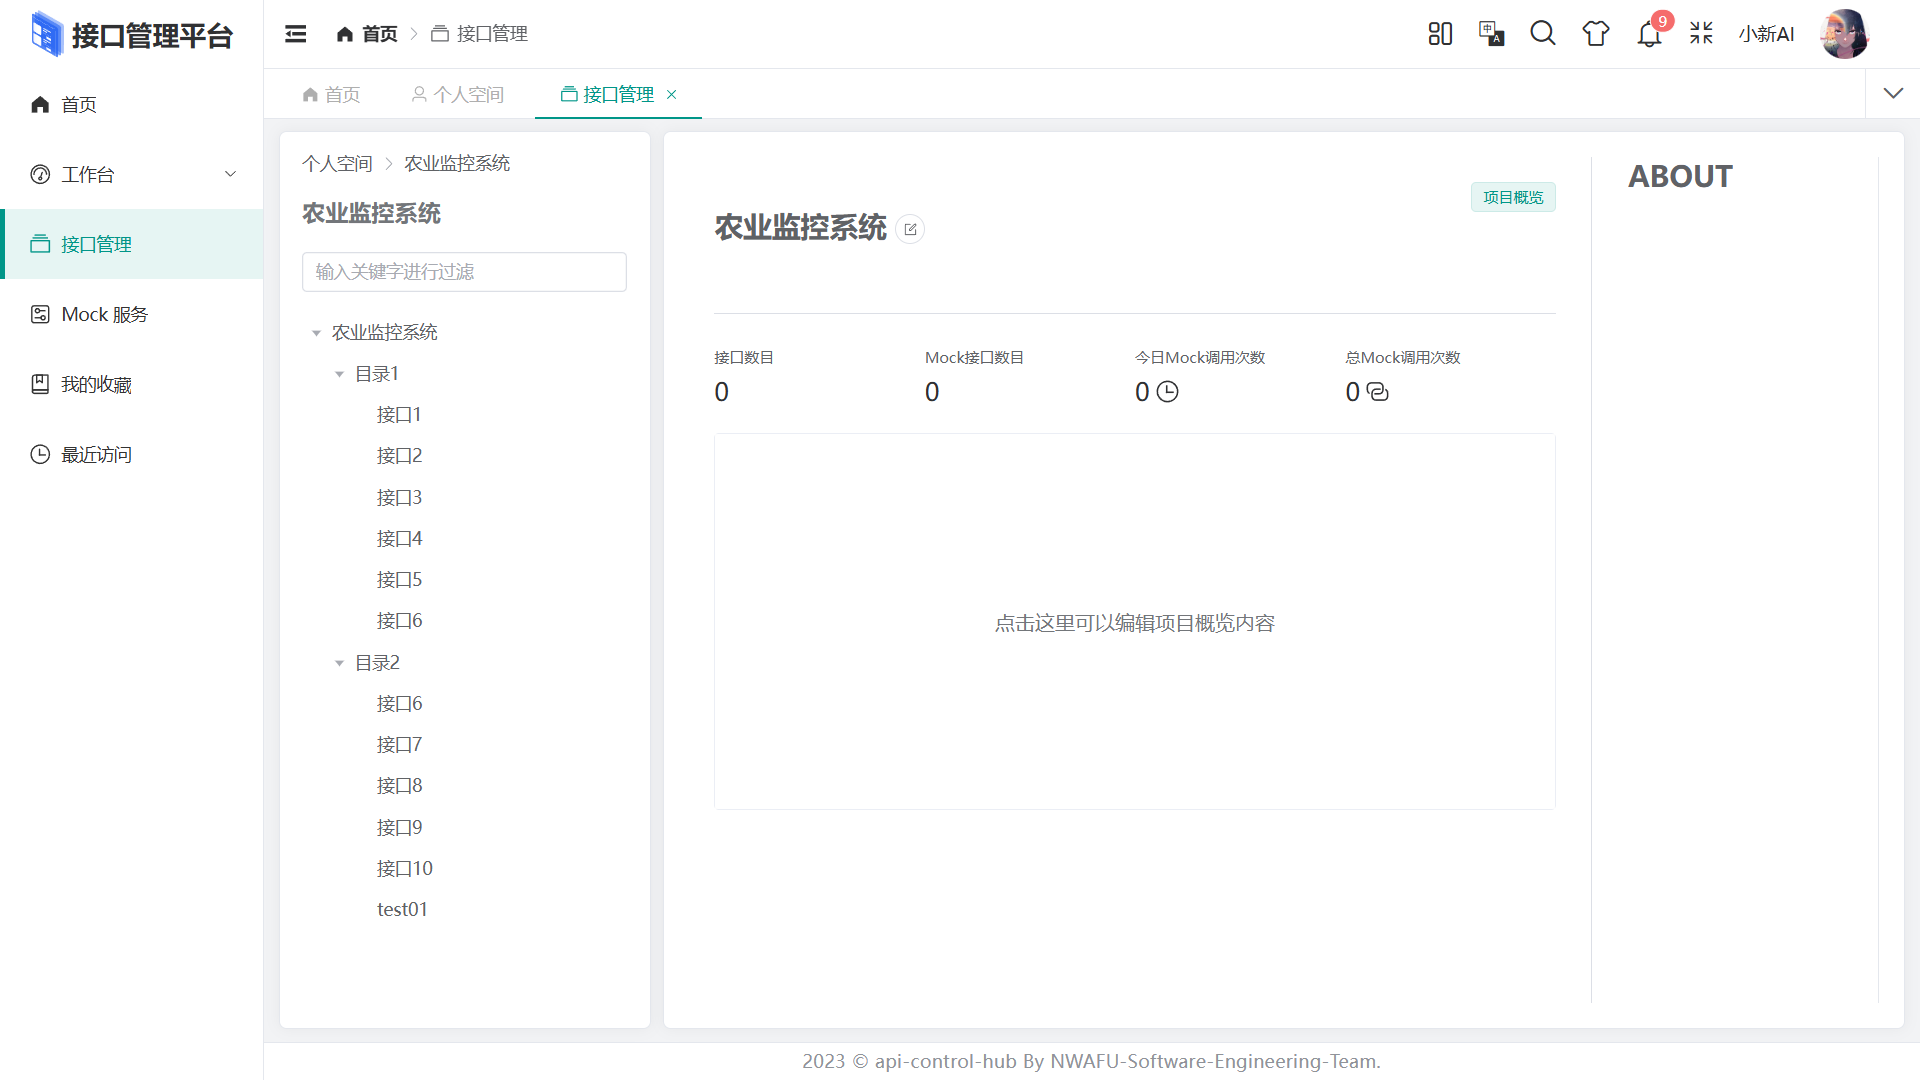 接口管理平台
首页
工作台
接口管理
Mock 服务
我的收藏
最近访问
首页 接口管理
9
小新AI
首页 个人空间 接口管理
个人空间 农业监控系统
农业监控系统
输入关键字进行过滤
农业监控系统
目录1
接口1
接口2
接口3
接口4
接口5
接口6
目录2
接口6
接口7
接口8
接口9
接口10
test01
项目概览
农业监控系统
接口数目 Mock接口数目 今日Mock调用次数 总Mock调用次数
0 0 0 0
点击这里可以编辑项目概览内容
ABOUT
2023 © api-control-hub By NWAFU-Software-Engineering-Team.